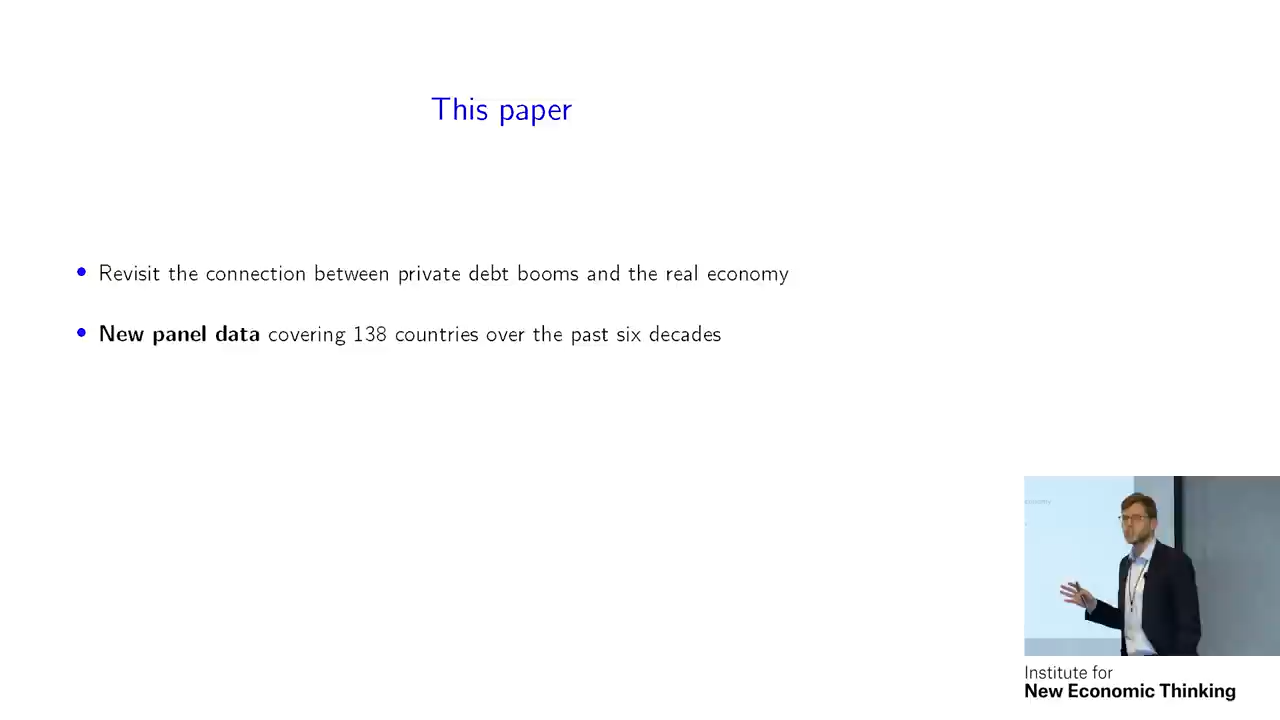 This paper
• Revisit the connection between private debt booms and the real economy
• New panel data covering 138 countries over the past six decades
economy
Institute for
New Economic Thinking